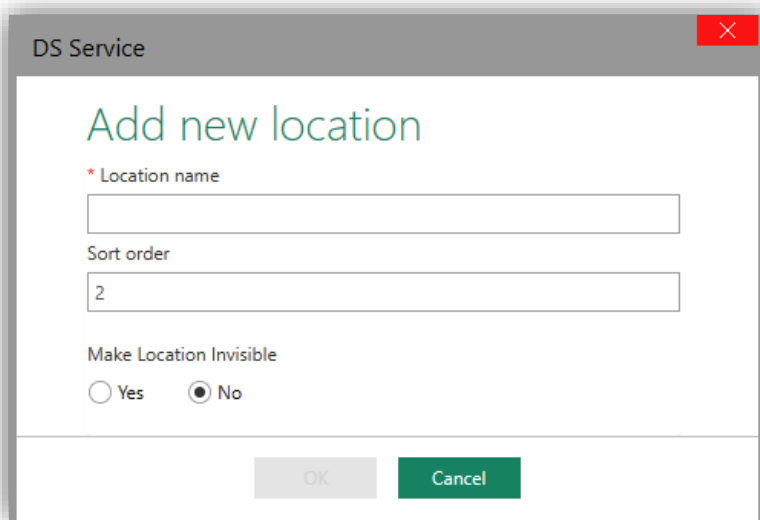 DS Service
Add new location
* Location name
Sort order
2
Make Location Invisible
Yes No
OK Cancel